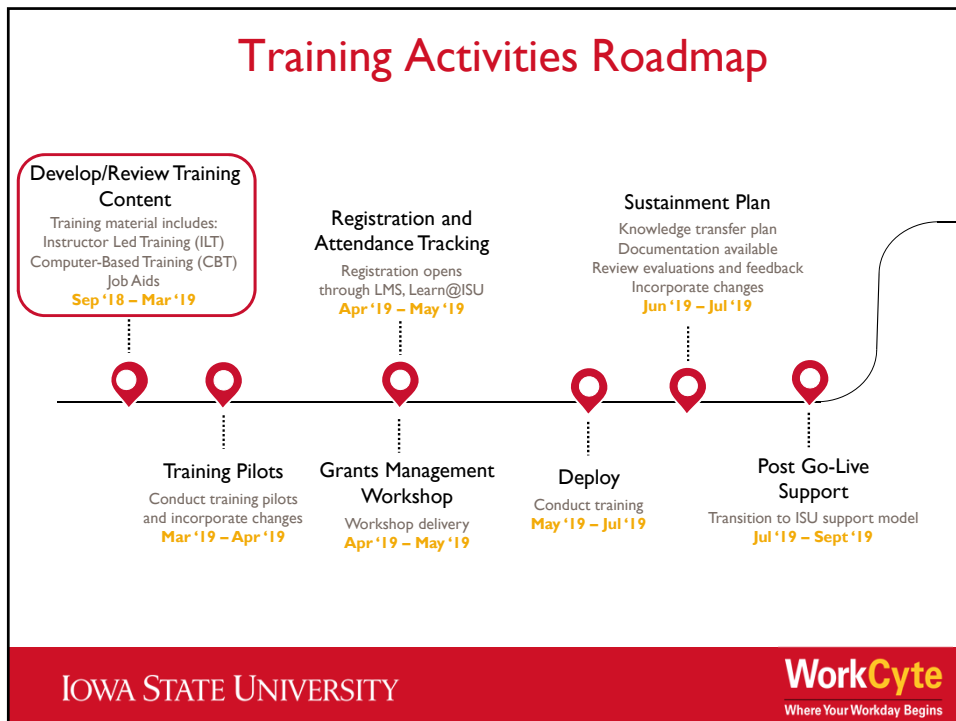 Training Activities Roadmap
Develop/Review Training
Content
Training material includes:
Instructor Led Training (ILT)
Computer-Based Training (CBT)
Job Aids
Sep ‘18 – Mar ‘19
Training Pilots
Conduct training pilots
and incorporate changes
Mar ‘19 – Apr ‘19
Registration and
Attendance Tracking
Registration opens
through LMS, Learn@ISU
Apr ‘19 – May ‘19
Grants Management
Workshop
Workshop delivery
Apr ‘19 – May ‘19
Deploy
Conduct training
May ‘19 – Jul ‘19
Sustainment Plan
Knowledge transfer plan
Documentation available
Review evaluations and feedback
Incorporate changes
Jun ‘19 – Jul ‘19
Post Go-Live
Support
Transition to ISU support model
Jul ‘19 – Sept ‘19
IOWA STATE UNIVERSITY
WorkCyte
Where Your Workday Begins